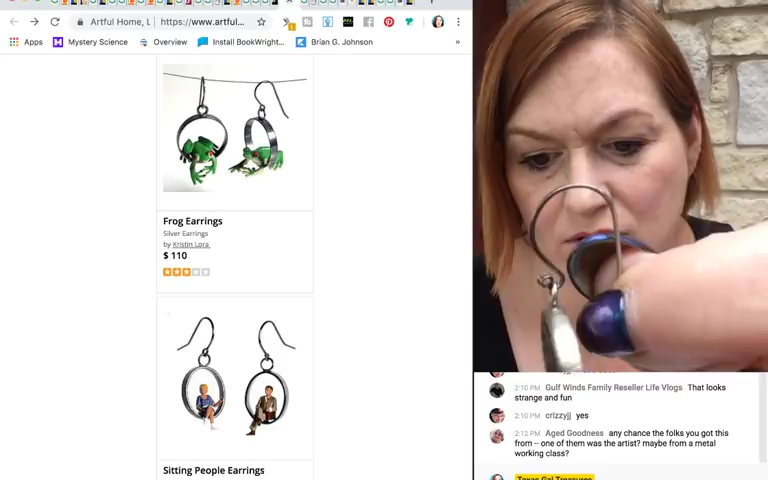 Artful Home, L
https://www.artful...
Apps
Mystery Science
Overview
Install BookWright...
Brian G. Johnson
»
Frog Earrings
Silver Earrings
by Kristin Lora
$ 110
Sitting People Earrings
2:10 PM Gulf Winds Family Reseller Life Vlogs That looks
strange and fun
2:10 PM crizzyjj yes
2:12 PM Aged Goodness any chance the folks you got this
from -- one of them was the artist? maybe from a metal
working class?
Texas Gal Treasures